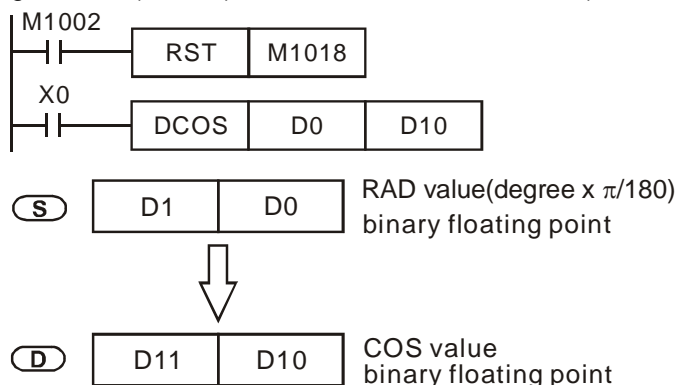 M1002
RST M1018
X0
DCOS D0 D10
S D1 D0 RAD value(degree x π/180)
binary floating point
D D11 D10 COS value
binary floating point